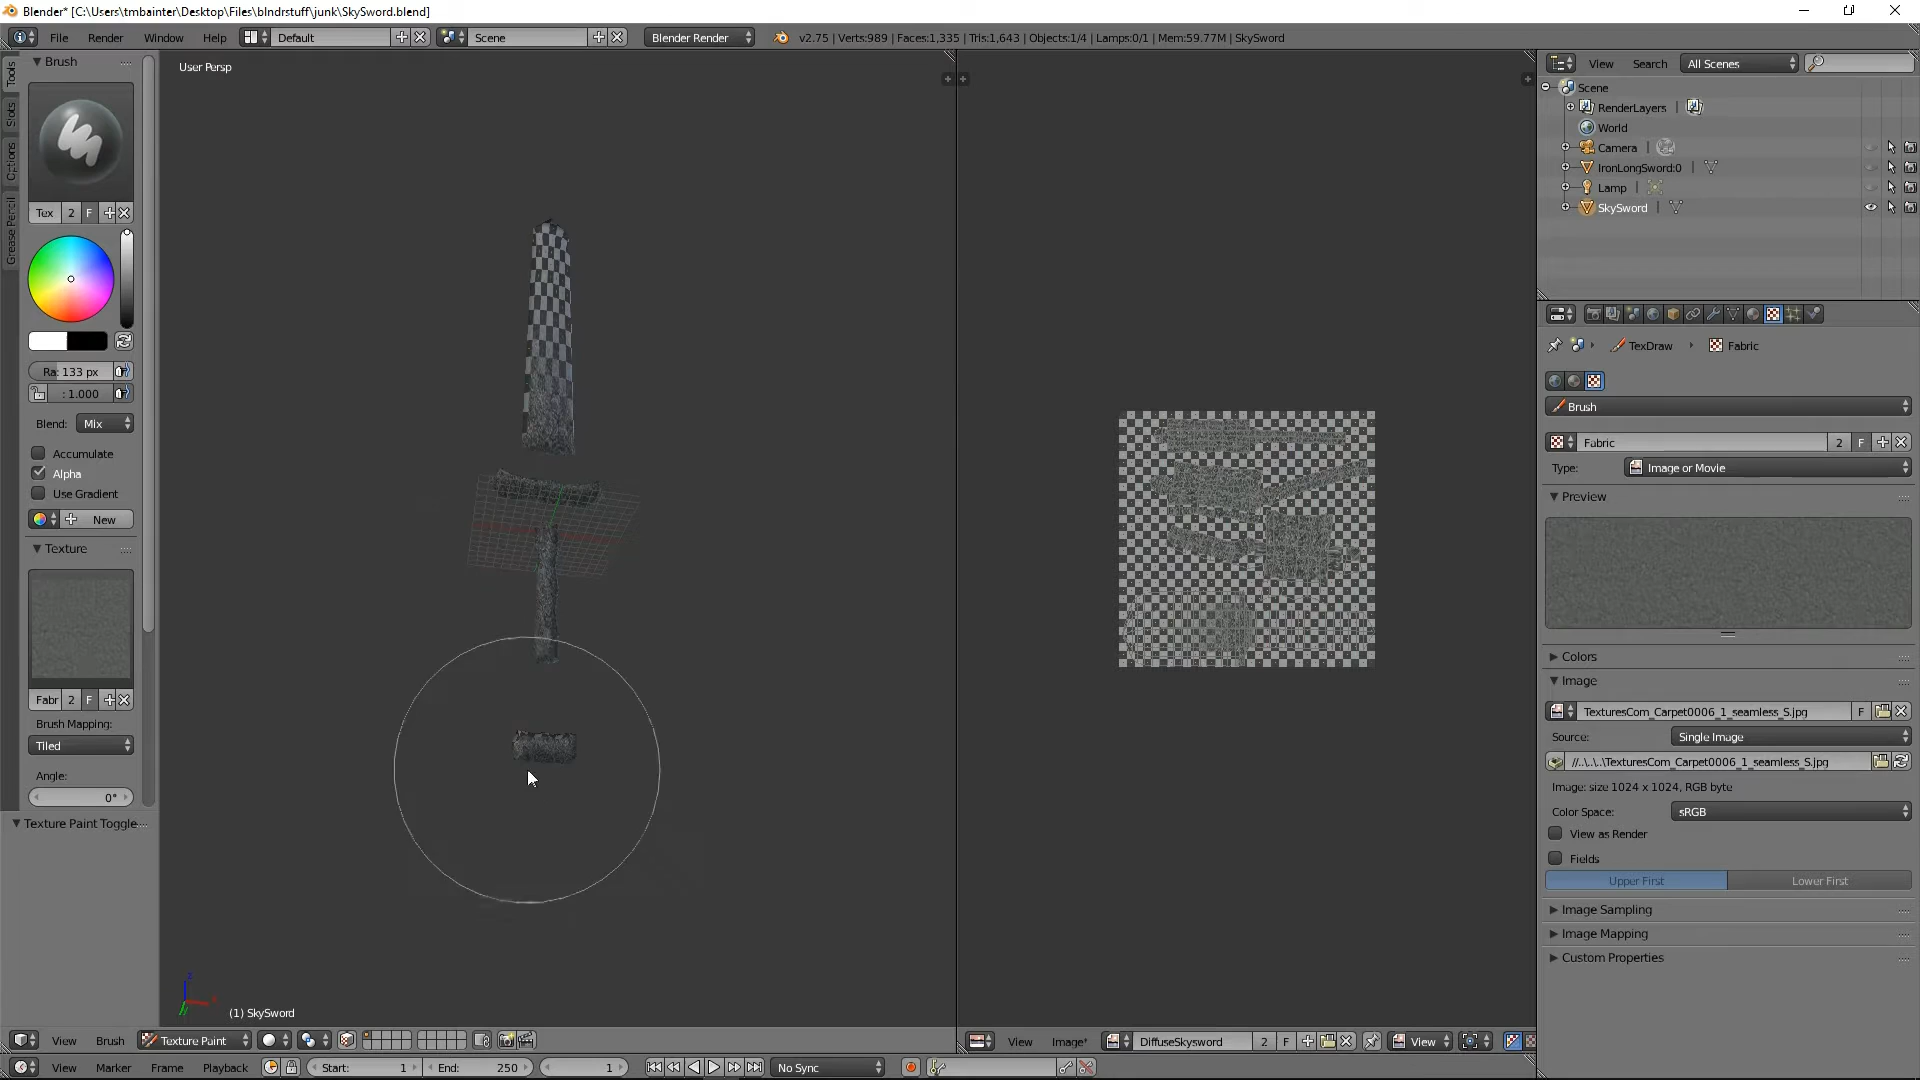 Blender* [C:\Users\tmbainter\Desktop\Files\blndrstuff\junk\SkySword.blend]
File Render Window Help Default Scene Blender Render v2.75 | Verts:989 | Faces:1,335 | Tris:1,643 | Objects:1/4 | Lamps:0/1 | Mem:59.77M | SkySword
Tools
Slots
Options
Grease Pencil
Brush
Tex 2 F
Ra: 133 px
: 1.000
Blend: Mix
Accumulate
Alpha
Use Gradient
New
Texture
Fabr 2 F
Brush Mapping:
Tiled
Angle:
0°
Texture Paint Toggle
User Persp
(1) SkySword
View Brush Texture Paint
View Image* DiffuseSkysword 2 F View
View Marker Frame Playback Start: 1 End: 250 1 No Sync
View Search All Scenes
Scene
RenderLayers
World
Camera
IronLongSword:0
Lamp
SkySword
TexDraw Fabric
Brush
Fabric 2 F
Type: Image or Movie
Preview
Colors
Image
TexturesCom_Carpet0006_1_seamless_S.jpg F
Source: Single Image
//..\..\..\TexturesCom_Carpet0006_1_seamless_S.jpg
Image: size 1024 x 1024, RGB byte
Color Space: sRGB
View as Render
Fields
Upper First Lower First
Image Sampling
Image Mapping
Custom Properties